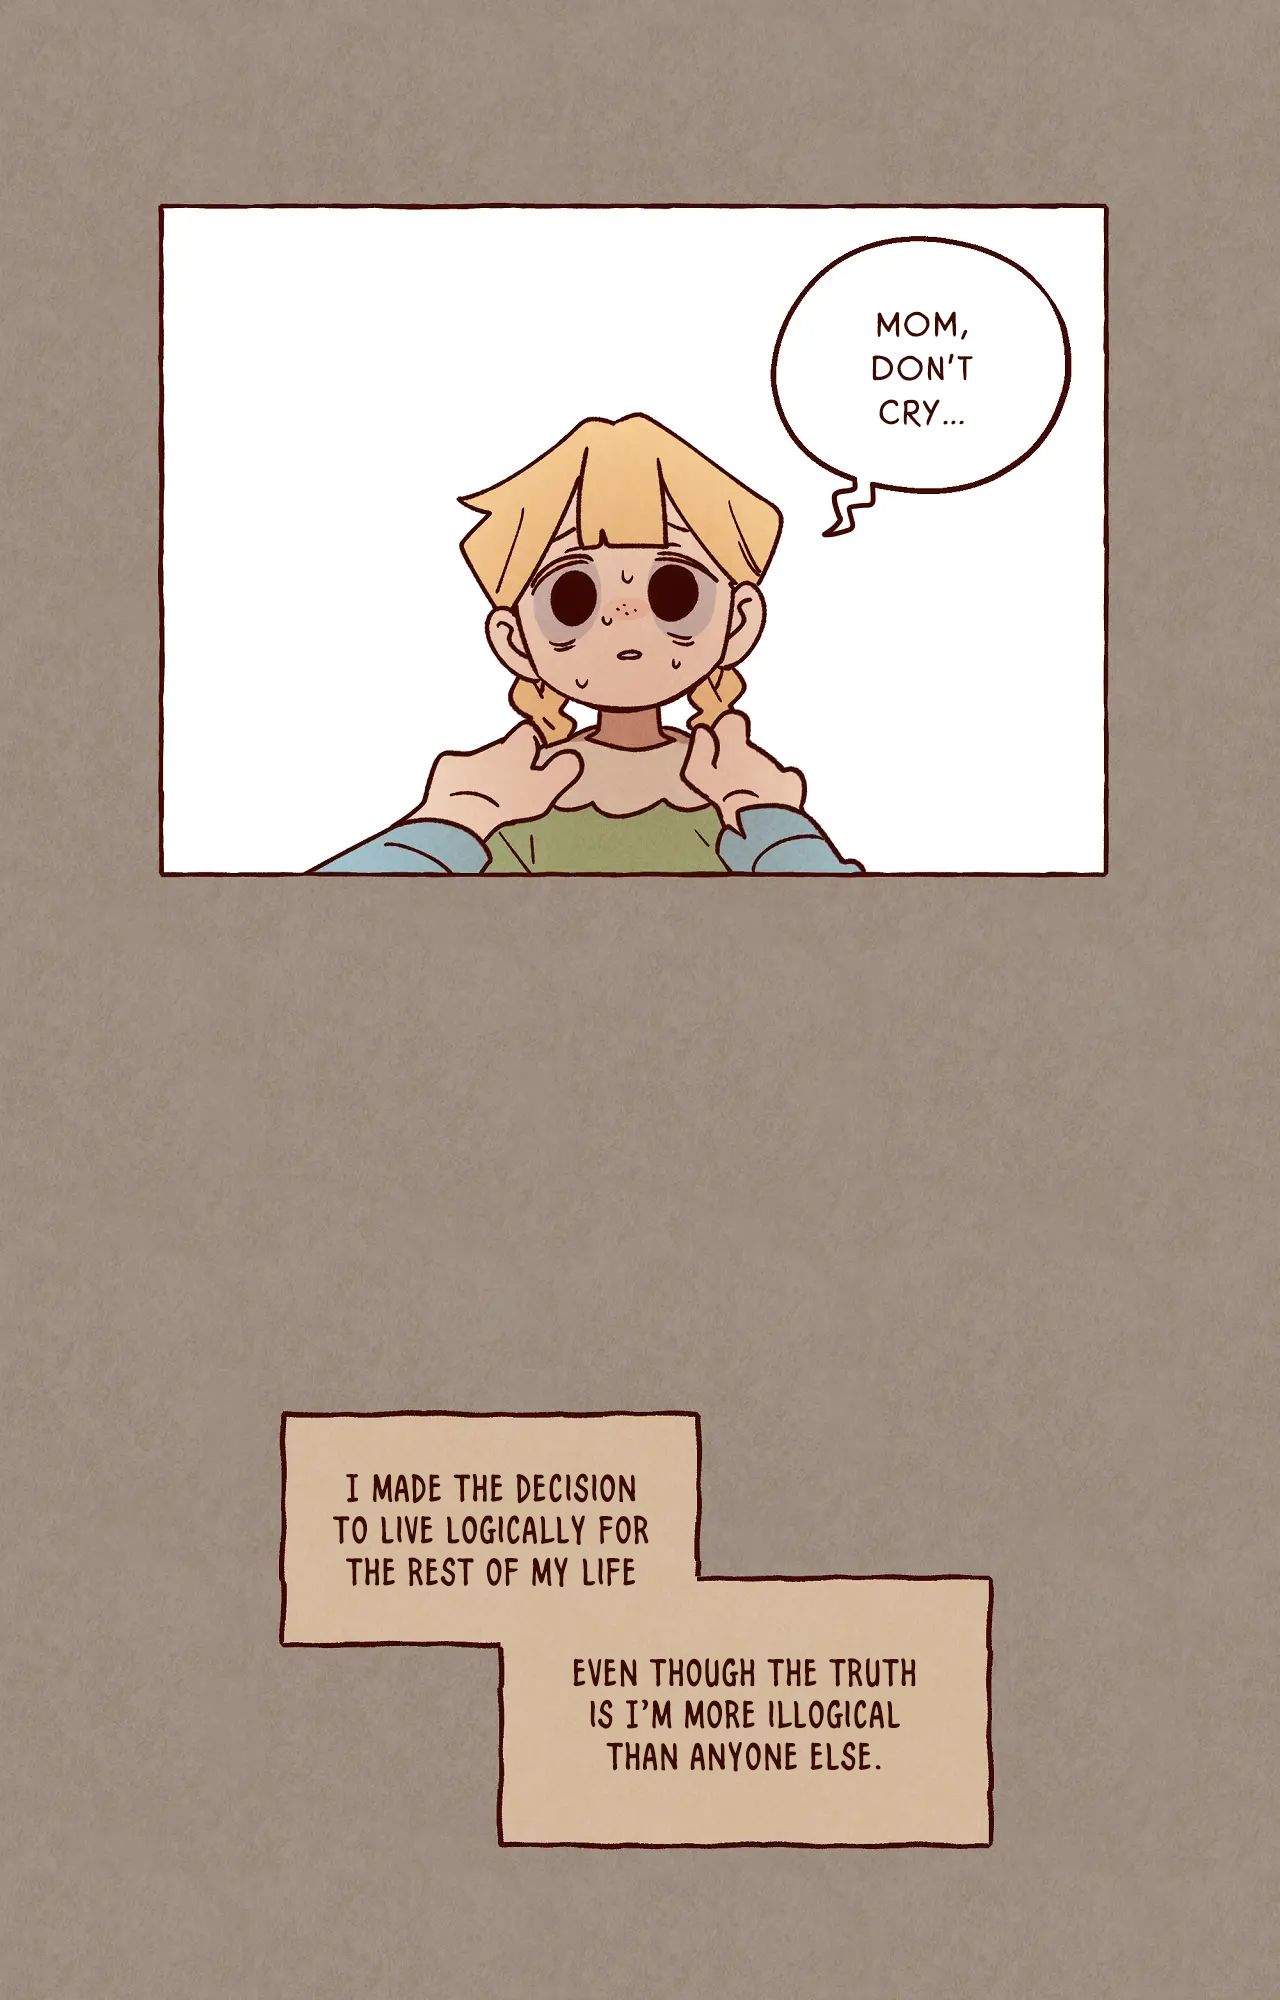 MOM,
DON'T
CRY...
I MADE THE DECISION
TO LIVE LOGICALLY FOR
THE REST OF MY LIFE
EVEN THOUGH THE TRUTH
IS I'M MORE ILLOGICAL
THAN ANYONE ELSE.